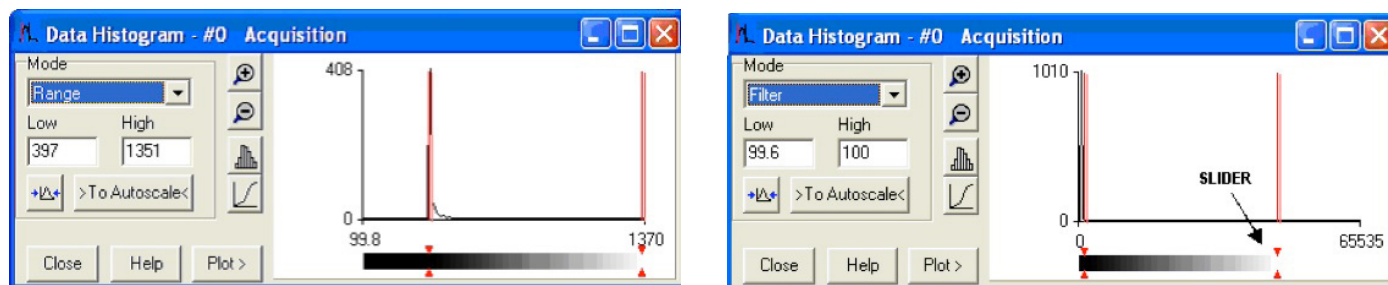 Data Histogram - #0 Acquisition
Mode
Range
Low High
397 1351
>To Autoscale<
Close Help Plot >
408
0
99.8 1370
Data Histogram - #0 Acquisition
Mode
Filter
Low High
99.6 100
>To Autoscale<
Close Help Plot >
1010
SLIDER
0
0 65535